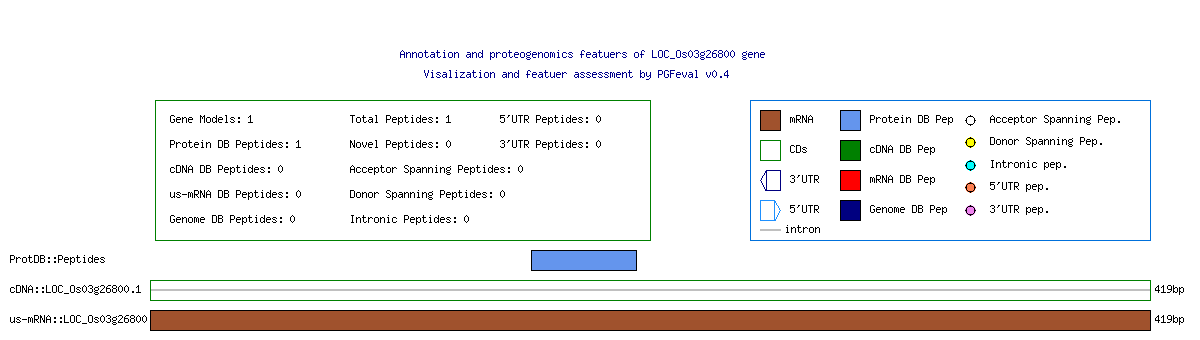 Annotation and proteogenomics featuers of LOC_Os03g26800 gene
Visalization and featuer assessment by PGFeval v0.4
Gene Models: 1 Total Peptides: 1 5'UTR Peptides: 0
Protein DB Peptides: 1 Novel Peptides: 0 3'UTR Peptides: 0
cDNA DB Peptides: 0 Acceptor Spanning Peptides: 0
us-mRNA DB Peptides: 0 Donor Spanning Peptides: 0
Genome DB Peptides: 0 Intronic Peptides: 0
mRNA Protein DB Pep Acceptor Spanning Pep.
CDs cDNA DB Pep Donor Spanning Pep.
3'UTR mRNA DB Pep Intronic pep.
5'UTR Genome DB Pep 5'UTR pep.
intron 3'UTR pep.
ProtDB::Peptides
cDNA::LOC_Os03g26800.1 419bp
us-mRNA::LOC_Os03g26800 419bp